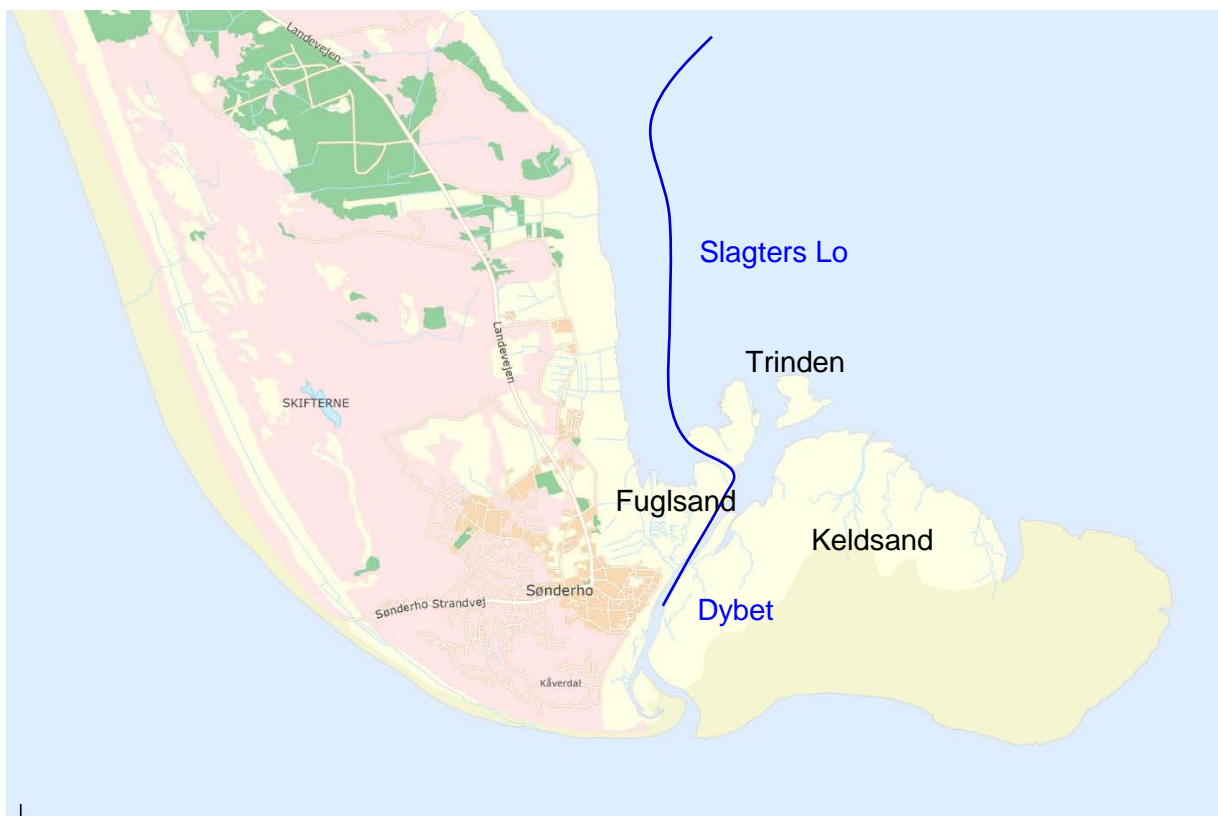 Landevejen
Slagters Lo
Landevejen
Trinden
SKIFTERNE
Fuglsand
Keldsand
Sønderho
Sønderho Strandvej
Dybet
Kåverdal